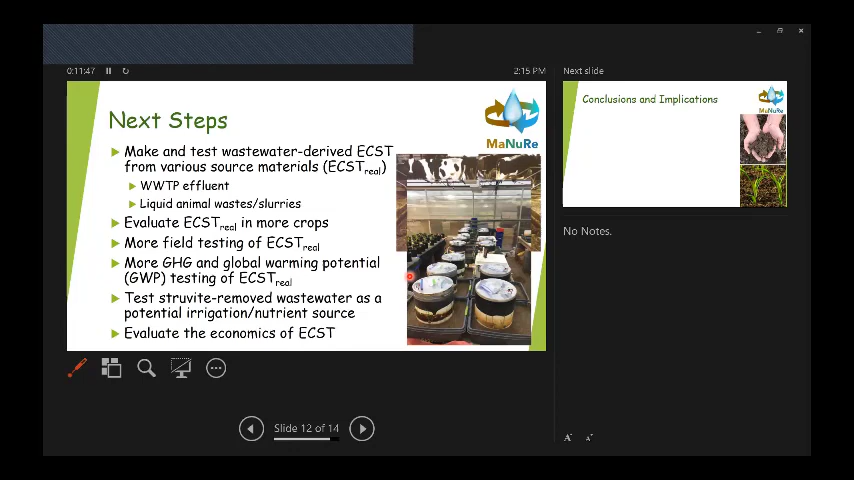 0:11:47
2:15 PM
Next Steps
MaNuRe
Make and test wastewater-derived ECST
from various source materials (ECSTreal)
WWTP effluent
Liquid animal wastes/slurries
Evaluate ECSTreal in more crops
More field testing of ECSTreal
More GHG and global warming potential
(GWP) testing of ECSTreal
Test struvite-removed wastewater as a
potential irrigation/nutrient source
Evaluate the economics of ECST
Slide 12 of 14
Next slide
Conclusions and Implications
MaNuRe
No Notes.
A A